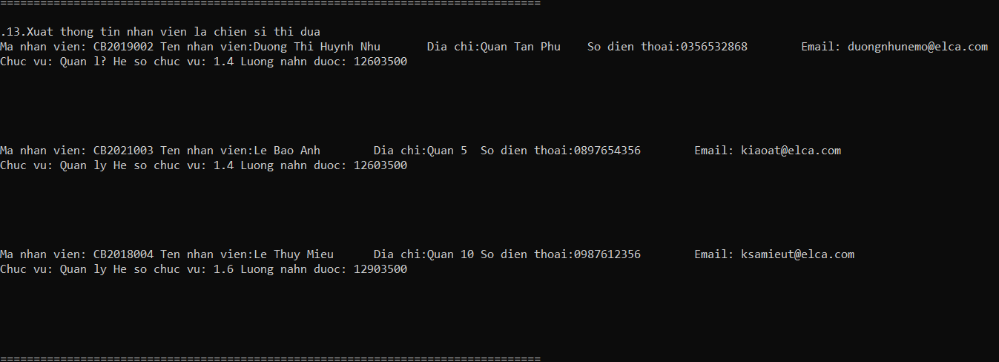 =================================================================================
.13.Xuat thong tin nhan vien la chien si thi dua
Ma nhan vien: CB2019002 Ten nhan vien:Duong Thi Huynh Nhu Dia chi:Quan Tan Phu So dien thoai:0356532868 Email: duongnhunemo@elca.com
Chuc vu: Quan l? He so chuc vu: 1.4 Luong nahn duoc: 12603500
Ma nhan vien: CB2021003 Ten nhan vien:Le Bao Anh Dia chi:Quan 5 So dien thoai:0897654356 Email: kiaoat@elca.com
Chuc vu: Quan ly He so chuc vu: 1.4 Luong nahn duoc: 12603500
Ma nhan vien: CB2018004 Ten nhan vien:Le Thuy Mieu Dia chi:Quan 10 So dien thoai:0987612356 Email: ksamieut@elca.com
Chuc vu: Quan ly He so chuc vu: 1.6 Luong nahn duoc: 12903500
=================================================================================